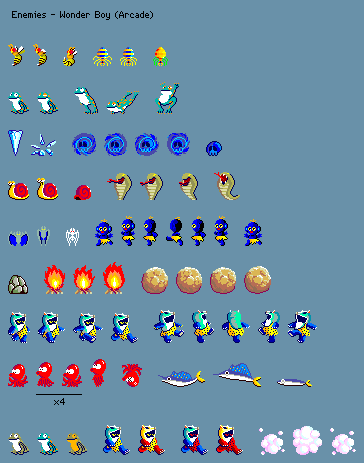 Enemies - Wonder Boy (Arcade)
x4